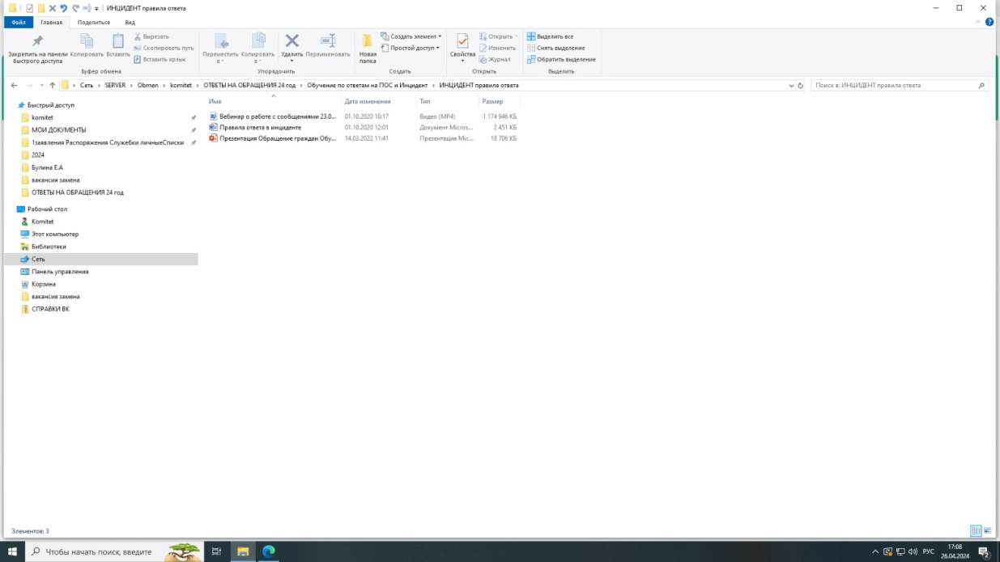 ИНЦИДЕНТ правила ответа
Файл Главная Поделиться Вид
Закрепить на панели быстрого доступа
Копировать
Вставить
Вырезать
Скопировать путь
Вставить ярлык
Буфер обмена
Переместить в
Копировать в
Удалить
Переименовать
Упорядочить
Новая папка
Создать элемент
Простой доступ
Создать
Свойства
Открыть
Изменить
Журнал
Открыть
Выделить все
Снять выделение
Обратить выделение
Выделить
Сеть > SERVER > Obmen > komitet > ОТВЕТЫ НА ОБРАЩЕНИЯ 24 год > Обучение по ответам на ПОС и Инцидент > ИНЦИДЕНТ правила ответа
Поиск в: ИНЦИДЕНТ правила ответа
Быстрый доступ
komitet
МОИ ДОКУМЕНТЫ
1заявления Распоряжения Служебки личныеСписки
2024
Булина Е.А
вакансия замена
ОТВЕТЫ НА ОБРАЩЕНИЯ 24 год
Рабочий стол
Komitet
Этот компьютер
Библиотеки
Сеть
Панель управления
Корзина
вакансия замена
СПРАВКИ ВК
Имя Дата изменения Тип Размер
Вебинар о работе с сообщениями 23.0... 01.10.2020 10:17 Видео (MP4) 1 174 946 КБ
Правила ответа в инциденте 01.10.2020 12:01 Документ Micros... 2 451 КБ
Презентация Обращение граждан Обу... 14.03.2022 11:41 Презентация Mic... 18 706 КБ
Элементов: 3
Чтобы начать поиск, введите
РУС
17:08
26.04.2024
2